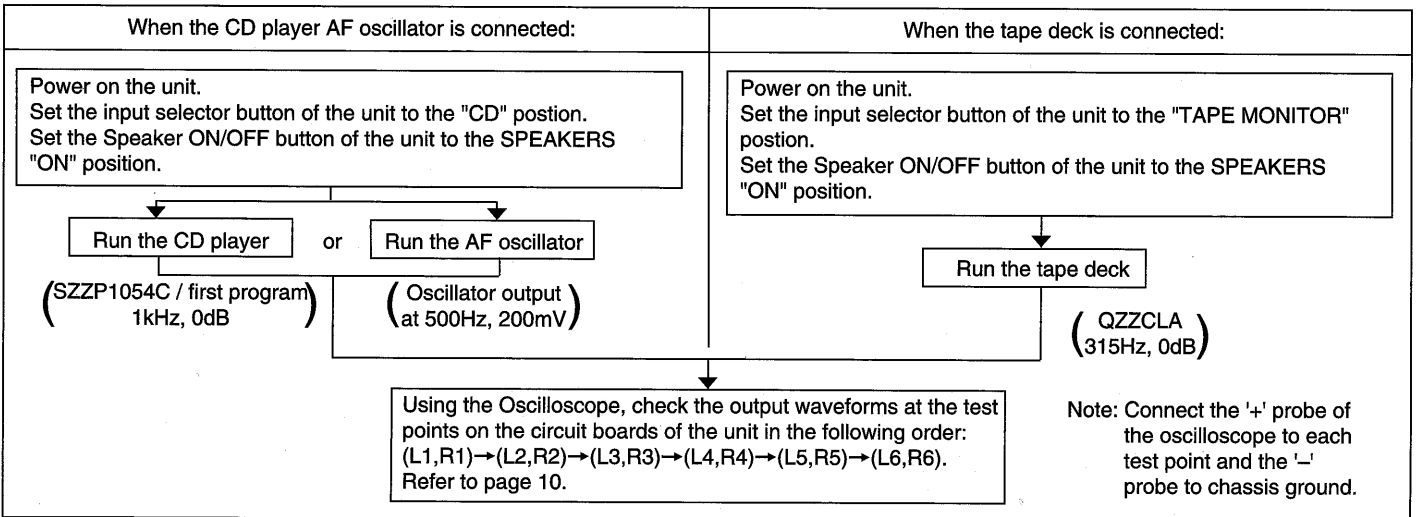 When the CD player AF oscillator is connected:
Power on the unit.
Set the input selector button of the unit to the "CD" postion.
Set the Speaker ON/OFF button of the unit to the SPEAKERS
"ON" position.
Run the CD player
or
Run the AF oscillator
(SZZP1054C / first program)
1kHz, 0dB
(Oscillator output
at 500Hz, 200mV)
When the tape deck is connected:
Power on the unit.
Set the input selector button of the unit to the "TAPE MONITOR"
postion.
Set the Speaker ON/OFF button of the unit to the SPEAKERS
"ON" position.
Run the tape deck
(QZZCLA
315Hz, 0dB)
Using the Oscilloscope, check the output waveforms at the test
points on the circuit boards of the unit in the following order:
(L1,R1)→(L2,R2)→(L3,R3)→(L4,R4)→(L5,R5)→(L6,R6).
Refer to page 10.
Note: Connect the '+' probe of
the oscilloscope to each
test point and the '–'
probe to chassis ground.